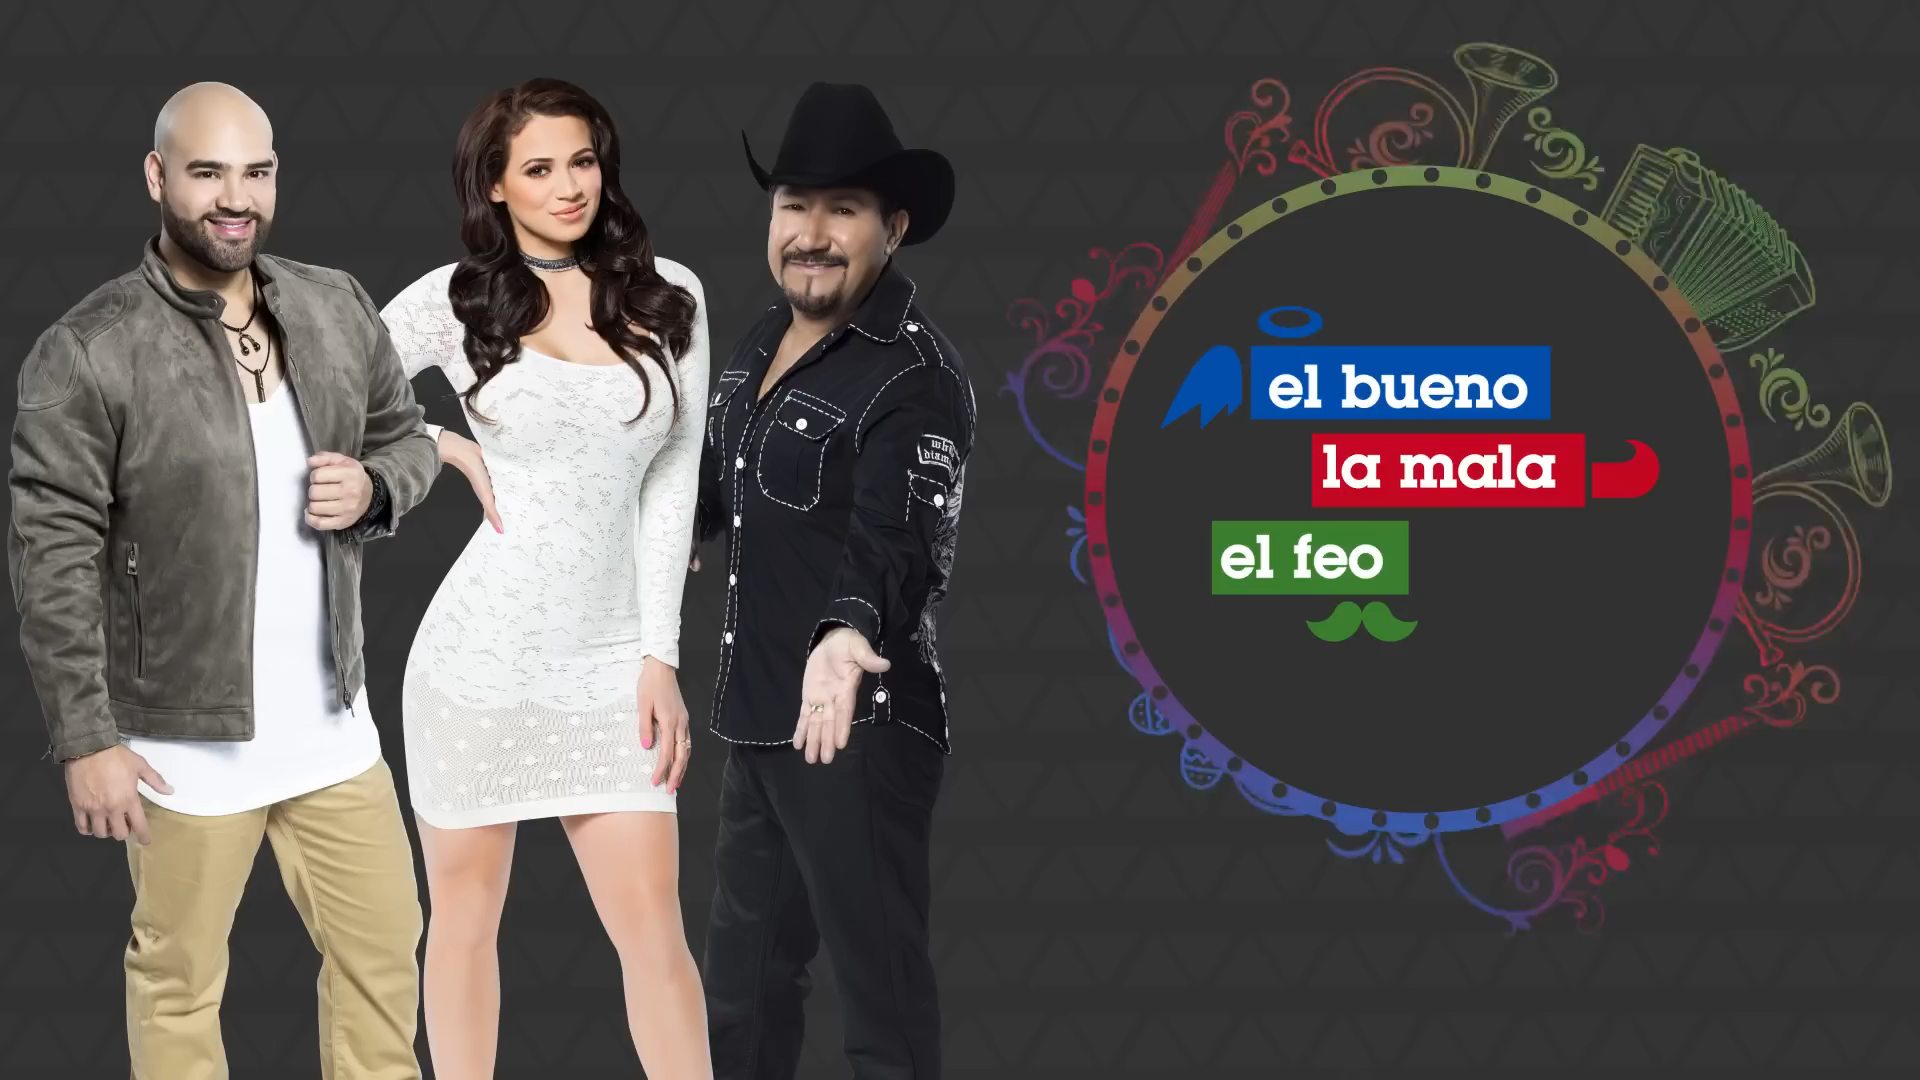 el bueno
la mala
el feo